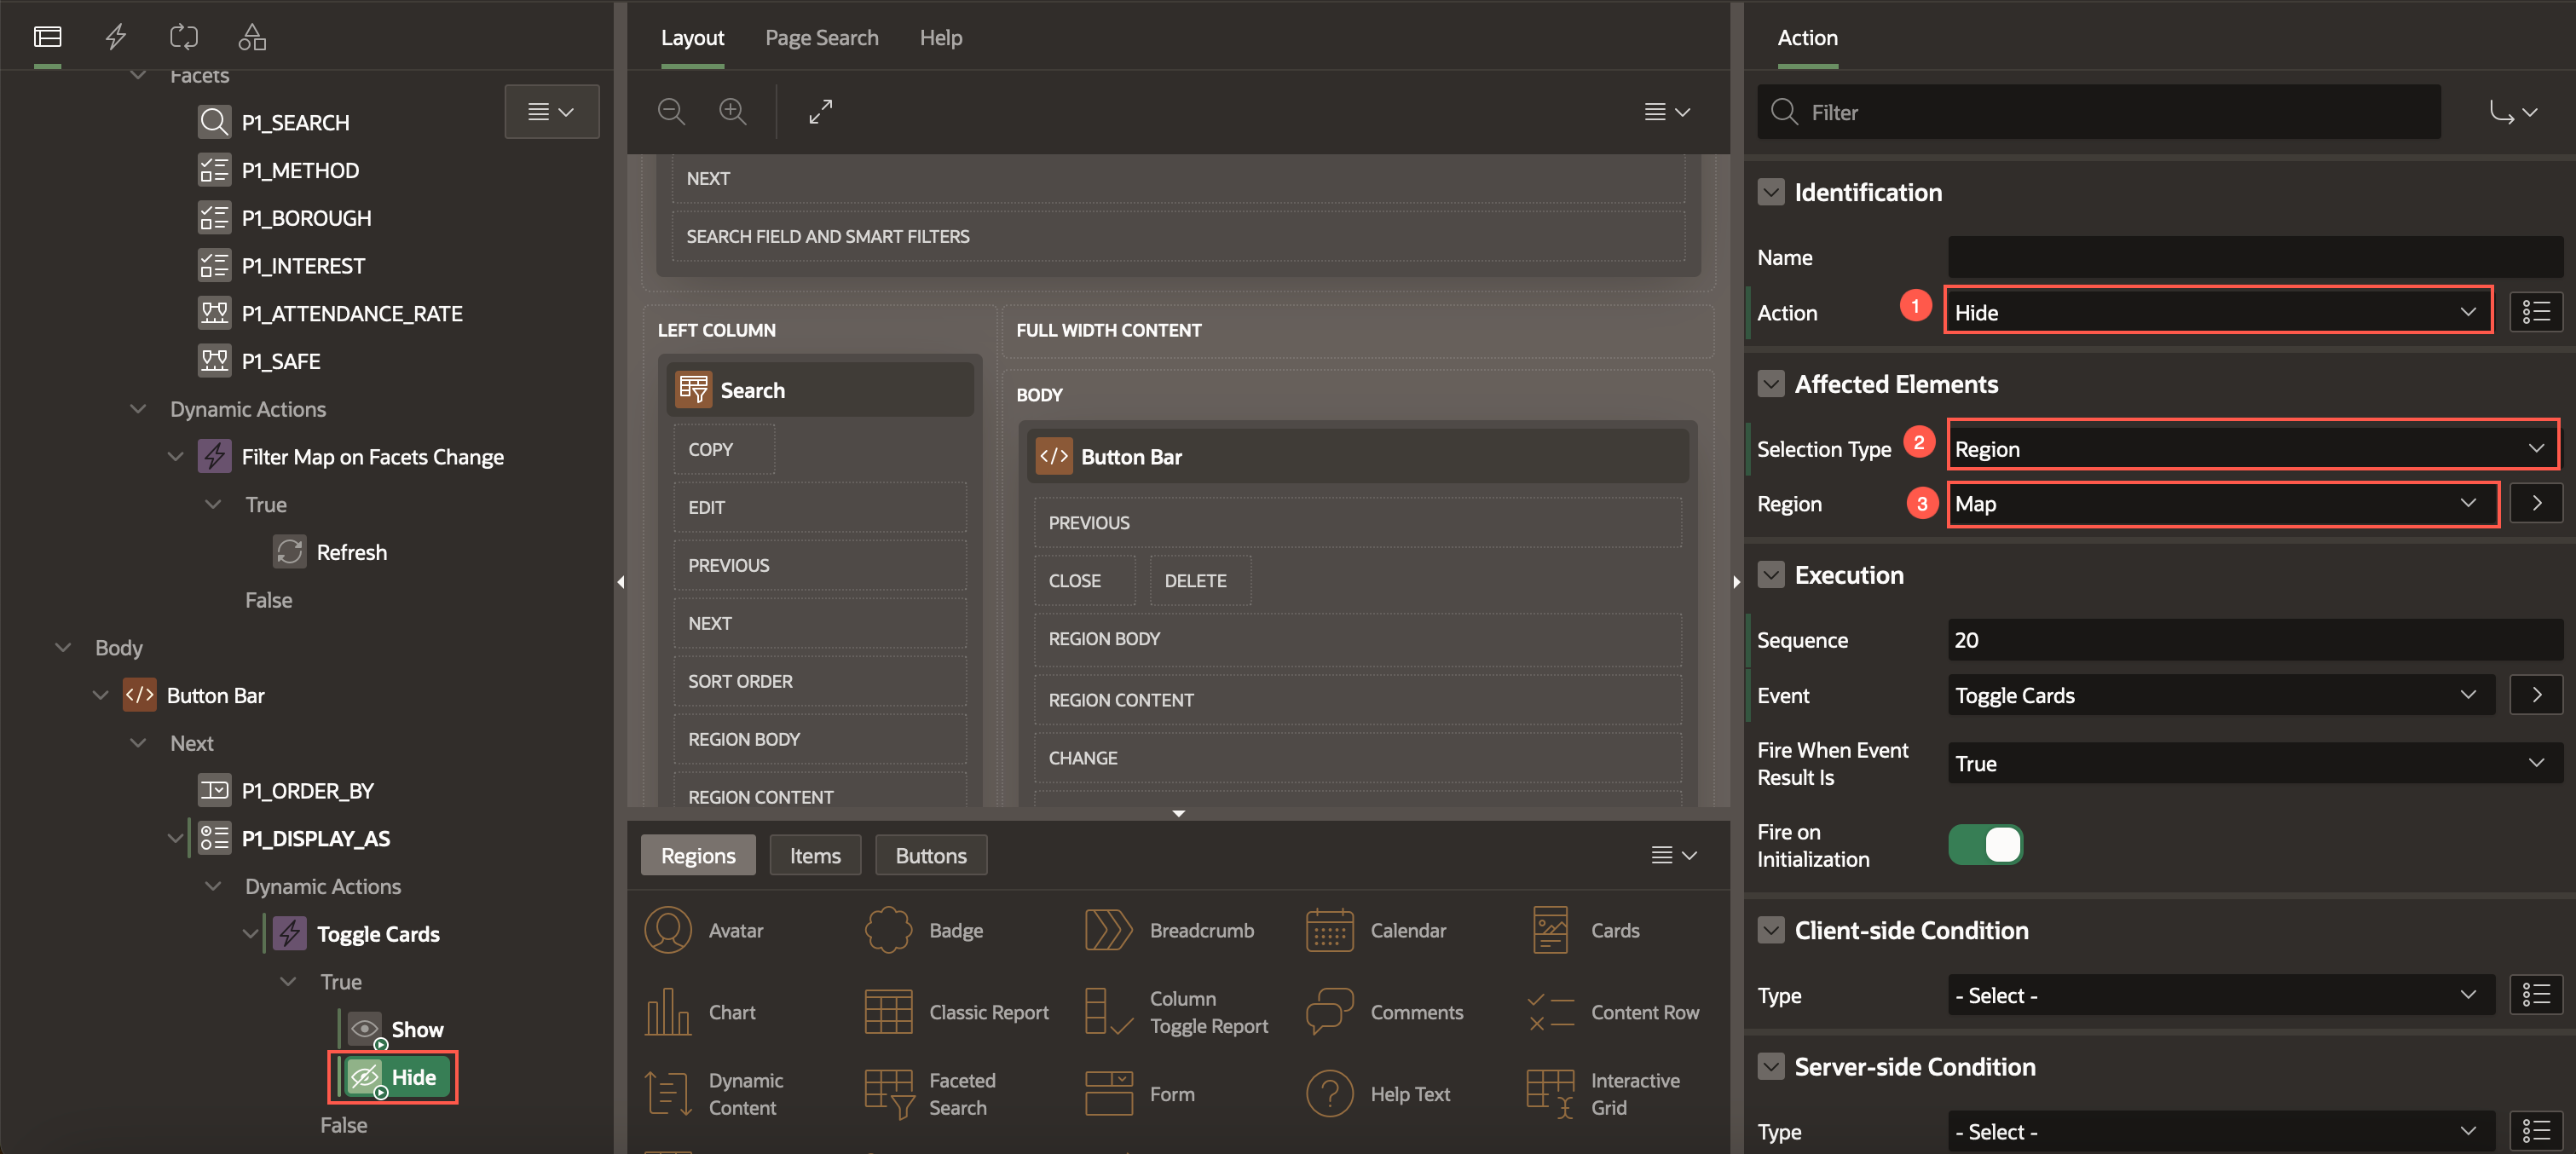 Facets
P1_SEARCH
P1_METHOD
P1_BOROUGH
P1_INTEREST
P1_ATTENDANCE_RATE
P1_SAFE
Dynamic Actions
Filter Map on Facets Change
True
Refresh
False
Body
Button Bar
Next
P1_ORDER_BY
P1_DISPLAY_AS
Dynamic Actions
Toggle Cards
True
Show
Hide
False
Layout Page Search Help
NEXT
SEARCH FIELD AND SMART FILTERS
LEFT COLUMN
Search
COPY
EDIT
PREVIOUS
NEXT
SORT ORDER
REGION BODY
REGION CONTENT
FULL WIDTH CONTENT
BODY
Button Bar
PREVIOUS
CLOSE DELETE
REGION BODY
REGION CONTENT
CHANGE
Regions Items Buttons
Avatar Badge Breadcrumb Calendar Cards
Chart Classic Report Column Toggle Report Comments Content Row
Dynamic Content Faceted Search Form Help Text Interactive Grid
Action
Filter
Identification
Name
Action 1 Hide
Affected Elements
Selection Type 2 Region
Region 3 Map
Execution
Sequence 20
Event Toggle Cards
Fire When Event Result Is True
Fire on Initialization
Client-side Condition
Type - Select -
Server-side Condition
Type - Select -